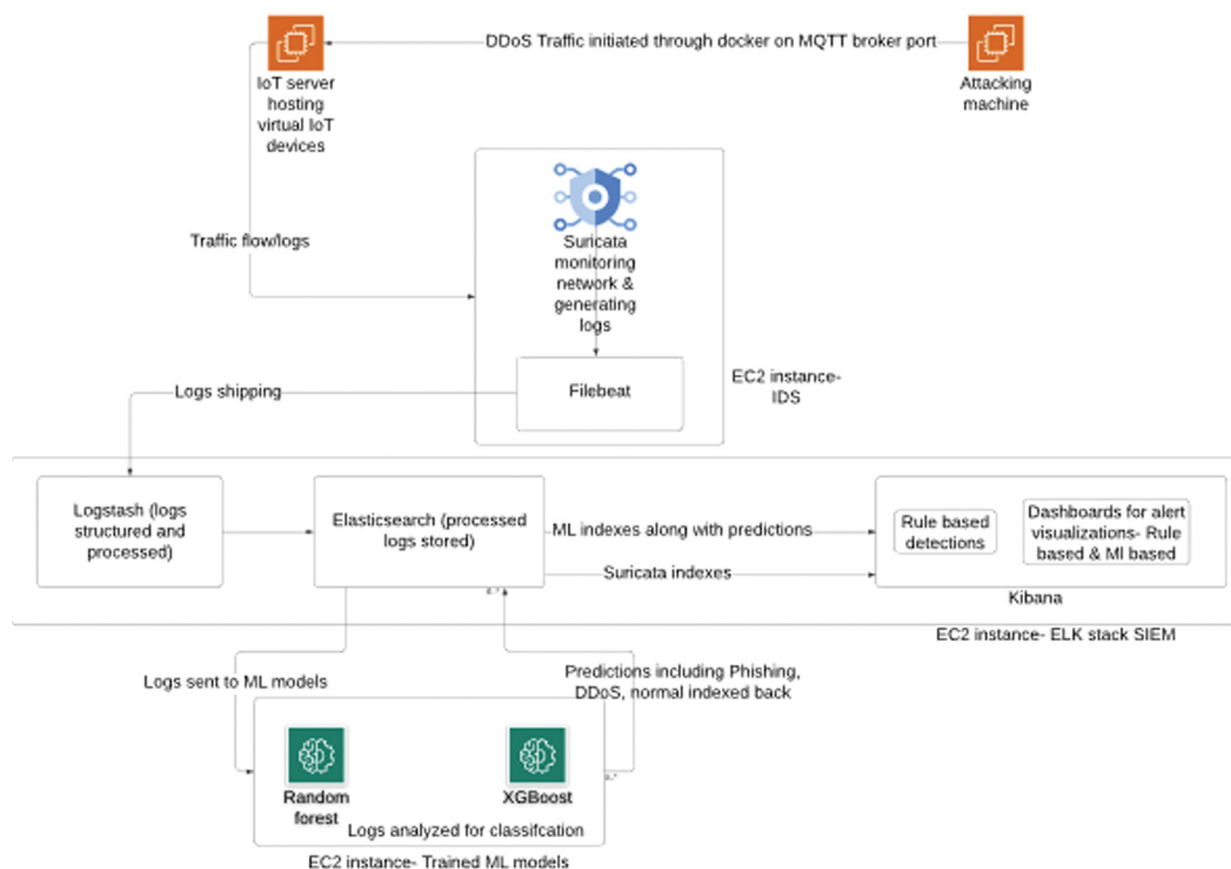 DDoS Traffic initiated through docker on MQTT broker port
IoT server
hosting
virtual IoT
devices
Attacking
machine
Traffic flow/logs
Suricata
monitoring
network &
generating
logs
Filebeat
EC2 instance-
IDS
Logs shipping
Logstash (logs
structured and
processed)
Elasticsearch (processed
logs stored)
ML indexes along with predictions
Suricata indexes
Rule based
detections
Dashboards for alert
visualizations- Rule
based & Ml based
Kibana
EC2 instance- ELK stack SIEM
Logs sent to ML models
Predictions including Phishing,
DDoS, normal indexed back
Random
forest
XGBoost
Logs analyzed for classifcation
EC2 instance- Trained ML models